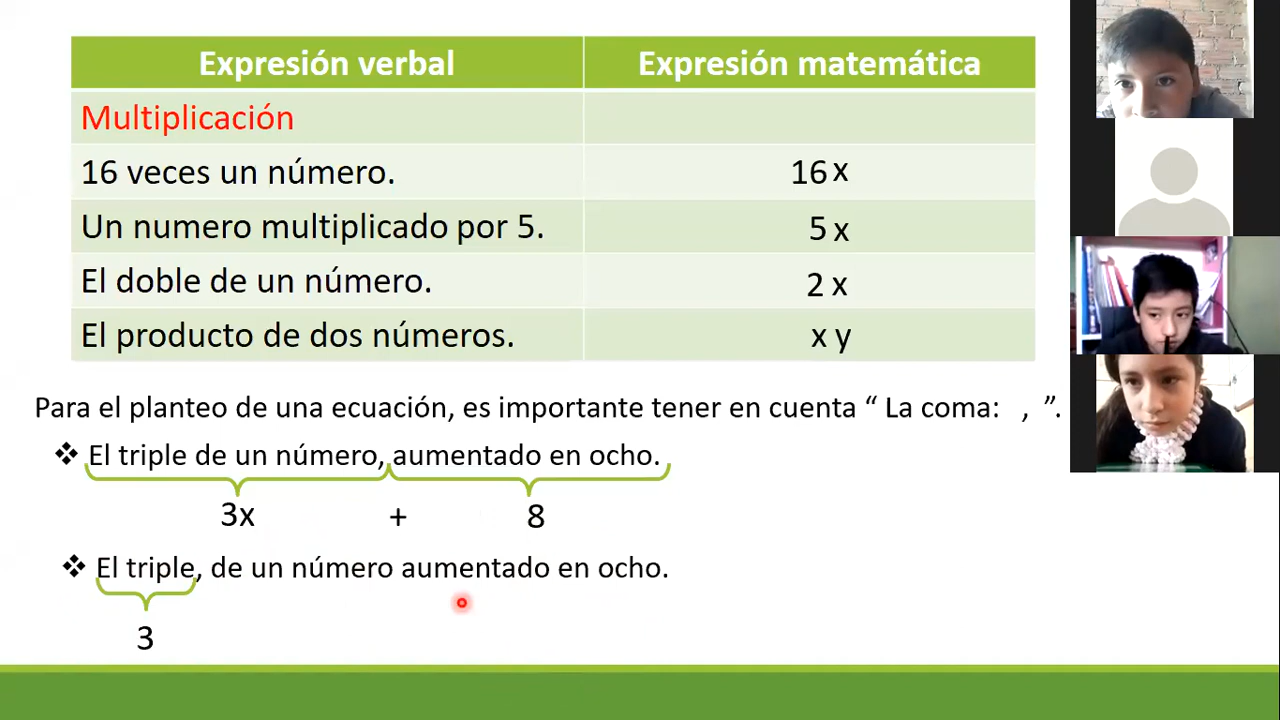 Expresión verbal Expresión matemática
Multiplicación
16 veces un número. 16 x
Un numero multiplicado por 5. 5 x
El doble de un número. 2 x
El producto de dos números. x y
Para el planteo de una ecuación, es importante tener en cuenta “ La coma: , ”.
❖ El triple de un número, aumentado en ocho.
3x + 8
❖ El triple, de un número aumentado en ocho.
3